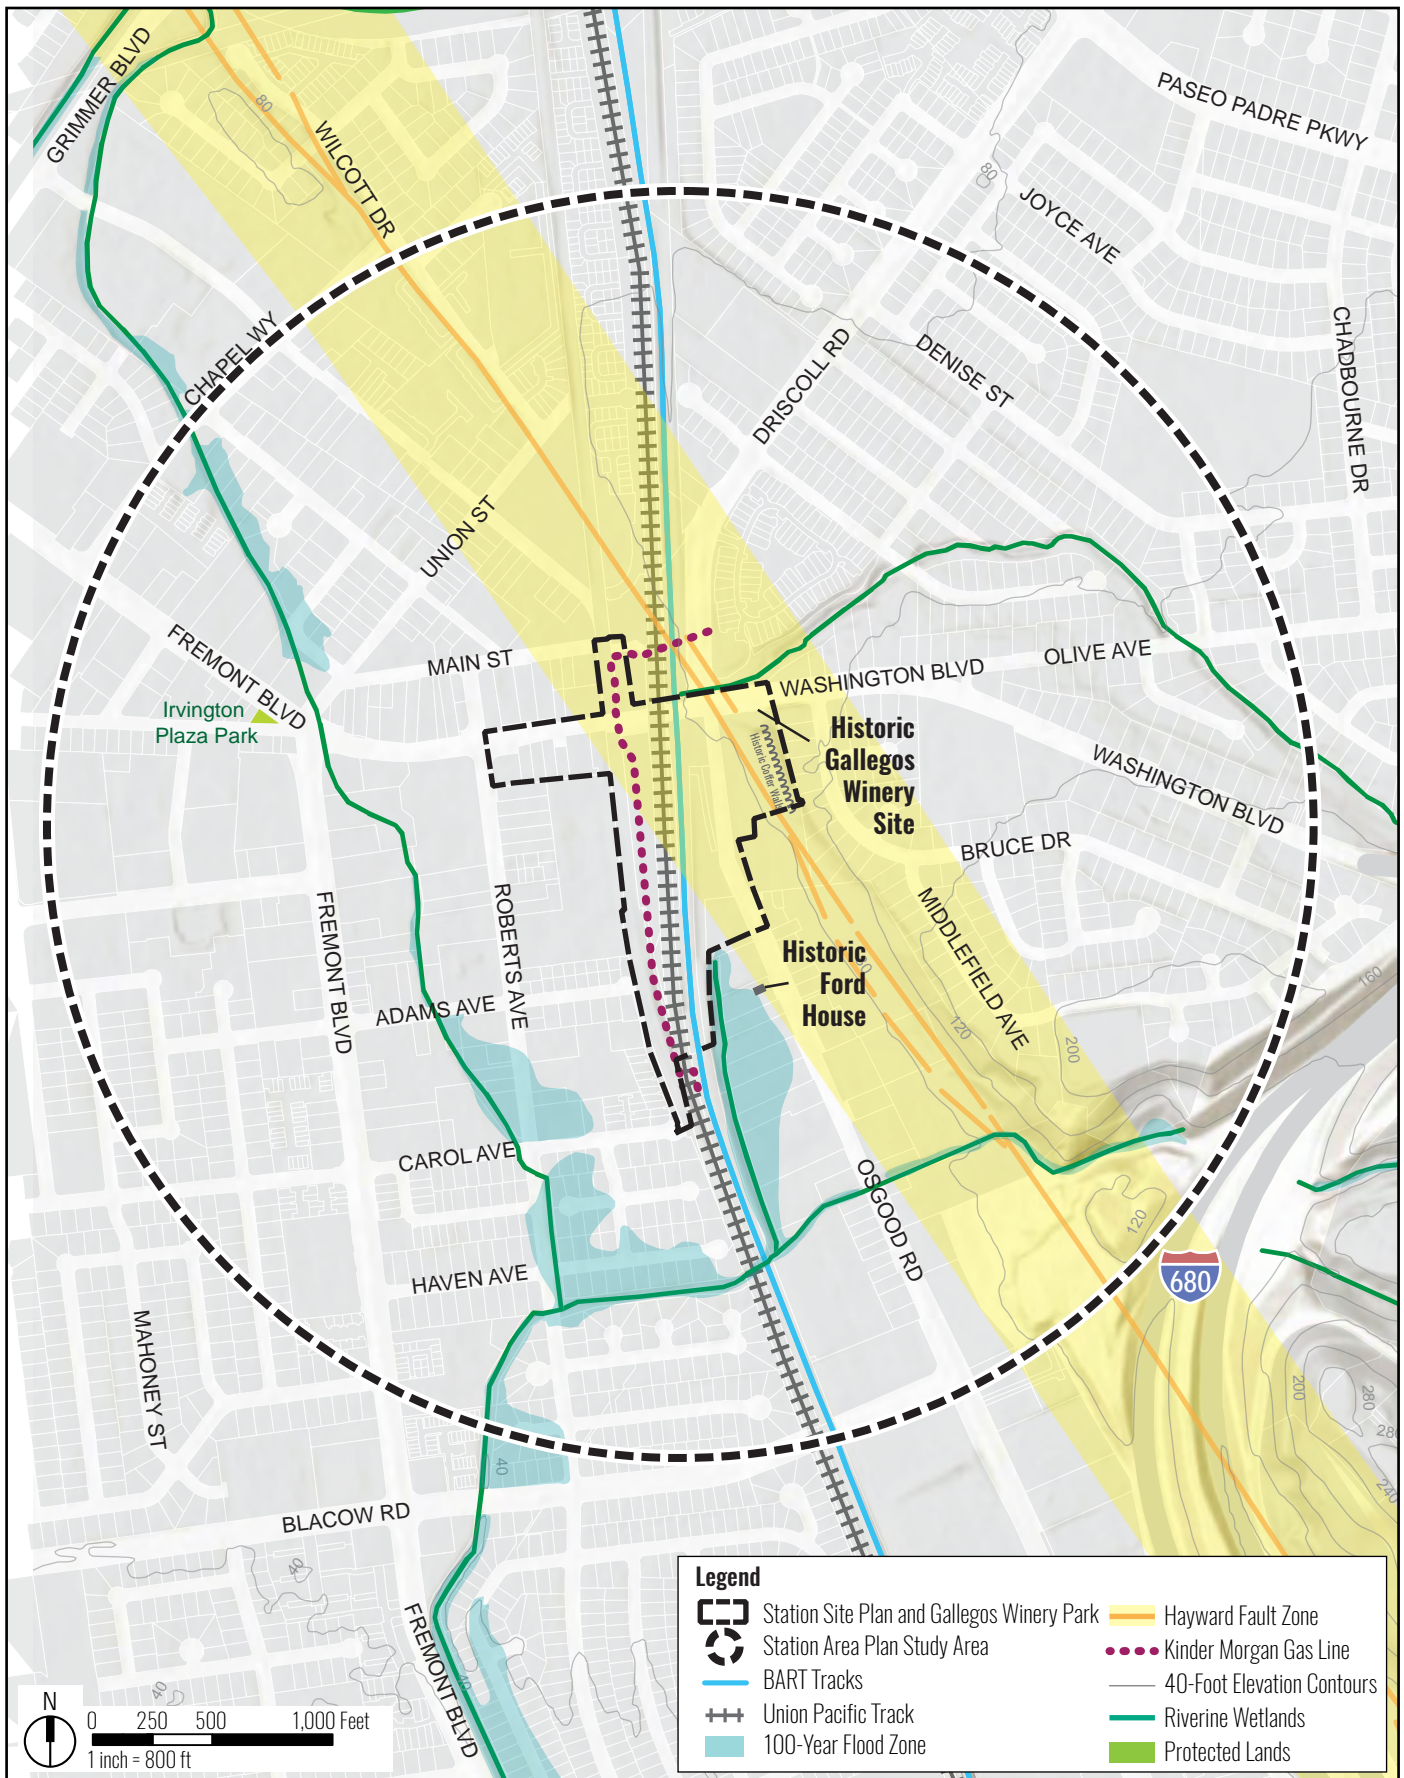 GRIMMER BLVD
80
WILCOTT DR
PASEO PADRE PKWY
80
JOYCE AVE
CHAPEL WY
DRISCOLL RD
DENISE ST
CHADBOURNE DR
UNION ST
FREMONT BLVD
MAIN ST
OLIVE AVE
WASHINGTON BLVD
Irvington
Plaza Park
Historic
Gallegos
Winery
Site
Historic Coffer Walls
WASHINGTON BLVD
BRUCE DR
FREMONT BLVD
ROBERTS AVE
MIDDLEFIELD AVE
Historic
Ford
House
160
ADAMS AVE
120
200
CAROL AVE
OSGOOD RD
120
680
HAVEN AVE
MAHONEY ST
200
280
240
40
BLACOW RD
40
40
40
FREMONT BLVD
Legend
Station Site Plan and Gallegos Winery Park
Station Area Plan Study Area
BART Tracks
Union Pacific Track
100-Year Flood Zone
Hayward Fault Zone
Kinder Morgan Gas Line
40-Foot Elevation Contours
Riverine Wetlands
Protected Lands
N
0 250 500 1,000 Feet
1 inch = 800 ft